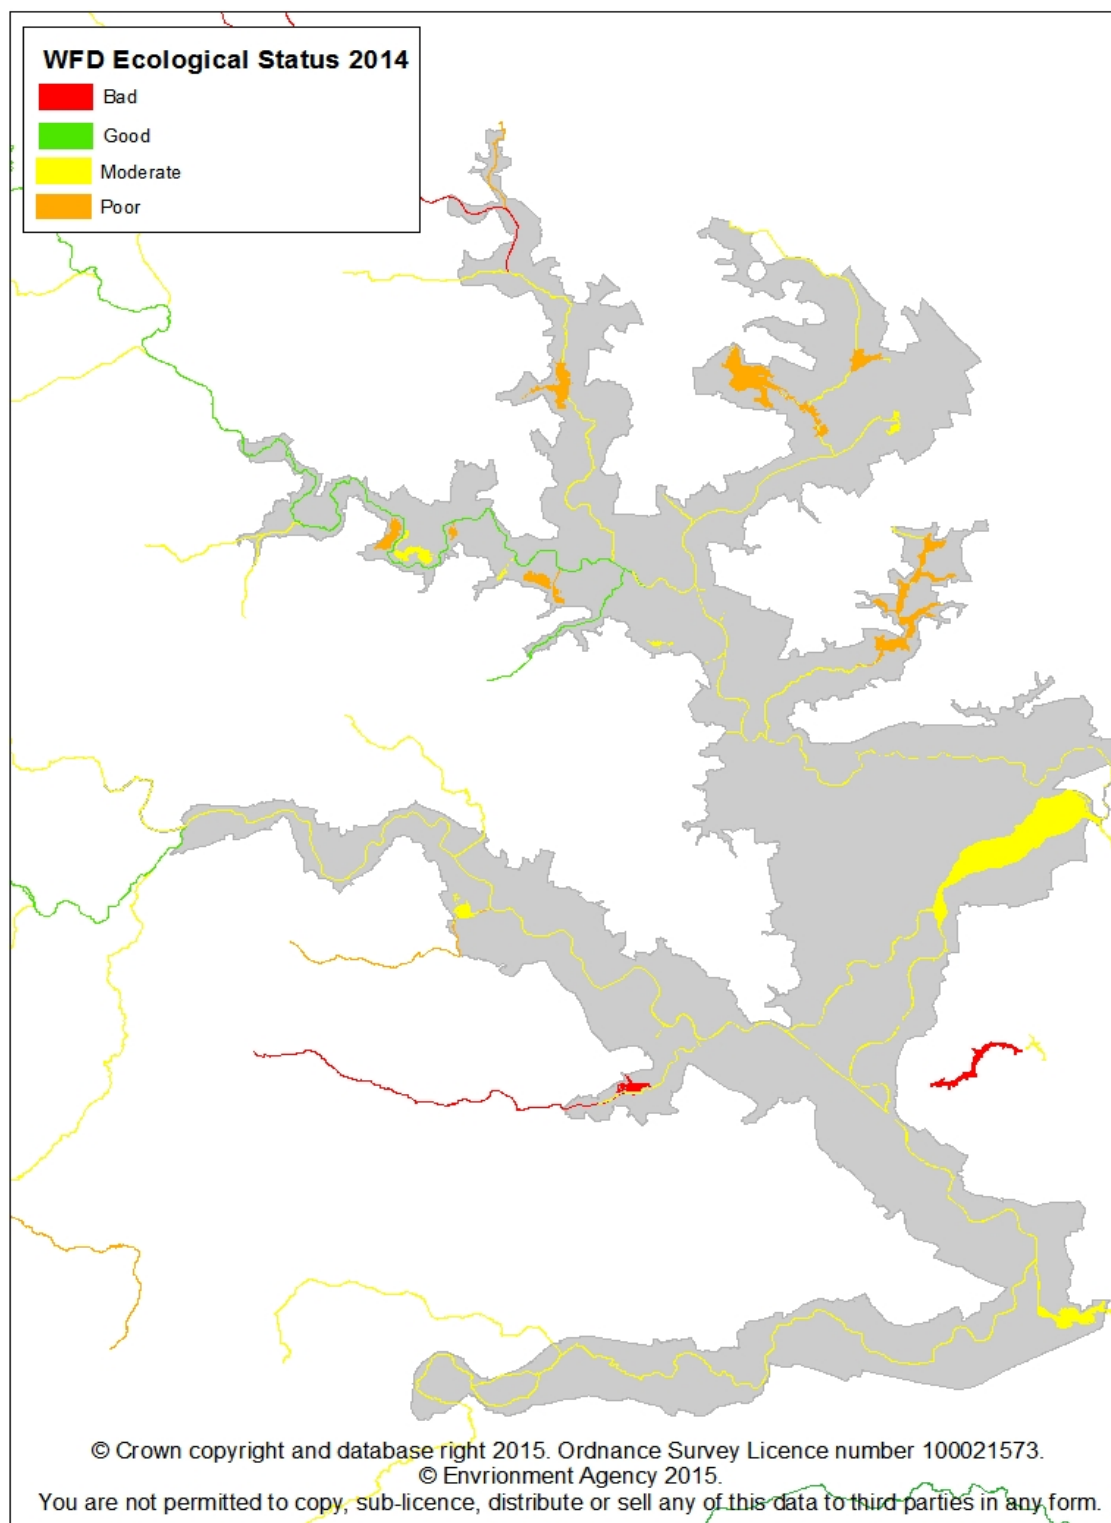 WFD Ecological Status 2014
Bad
Good
Moderate
Poor
© Crown copyright and database right 2015. Ordnance Survey Licence number 100021573.
© Envrionment Agency 2015.
You are not permitted to copy, sub-licence, distribute or sell any of this data to third parties in any form.